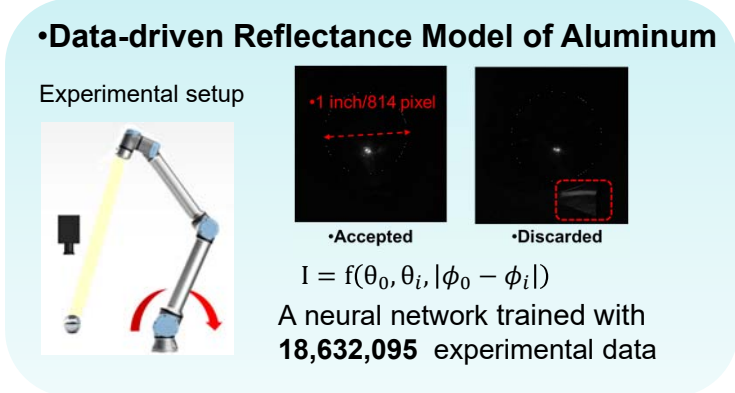 •Data-driven Reflectance Model of Aluminum
Experimental setup
•1 inch/814 pixel
•Accepted
•Discarded
I = f(θ₀, θᵢ, |ϕ₀ − ϕᵢ|)
A neural network trained with
18,632,095 experimental data